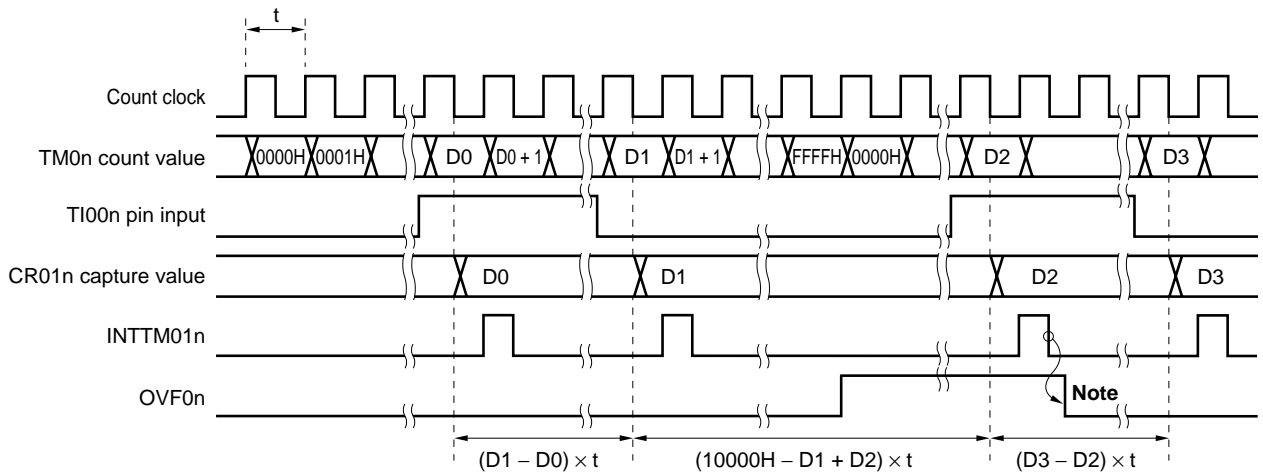 t
Count clock
TM0n count value
0000H 0001H D0 D0 + 1 D1 D1 + 1 FFFFH 0000H D2 D3
TI00n pin input
CR01n capture value
D0 D1 D2 D3
INTTM01n
Note
OVF0n
(D1 − D0) × t (10000H − D1 + D2) × t (D3 − D2) × t